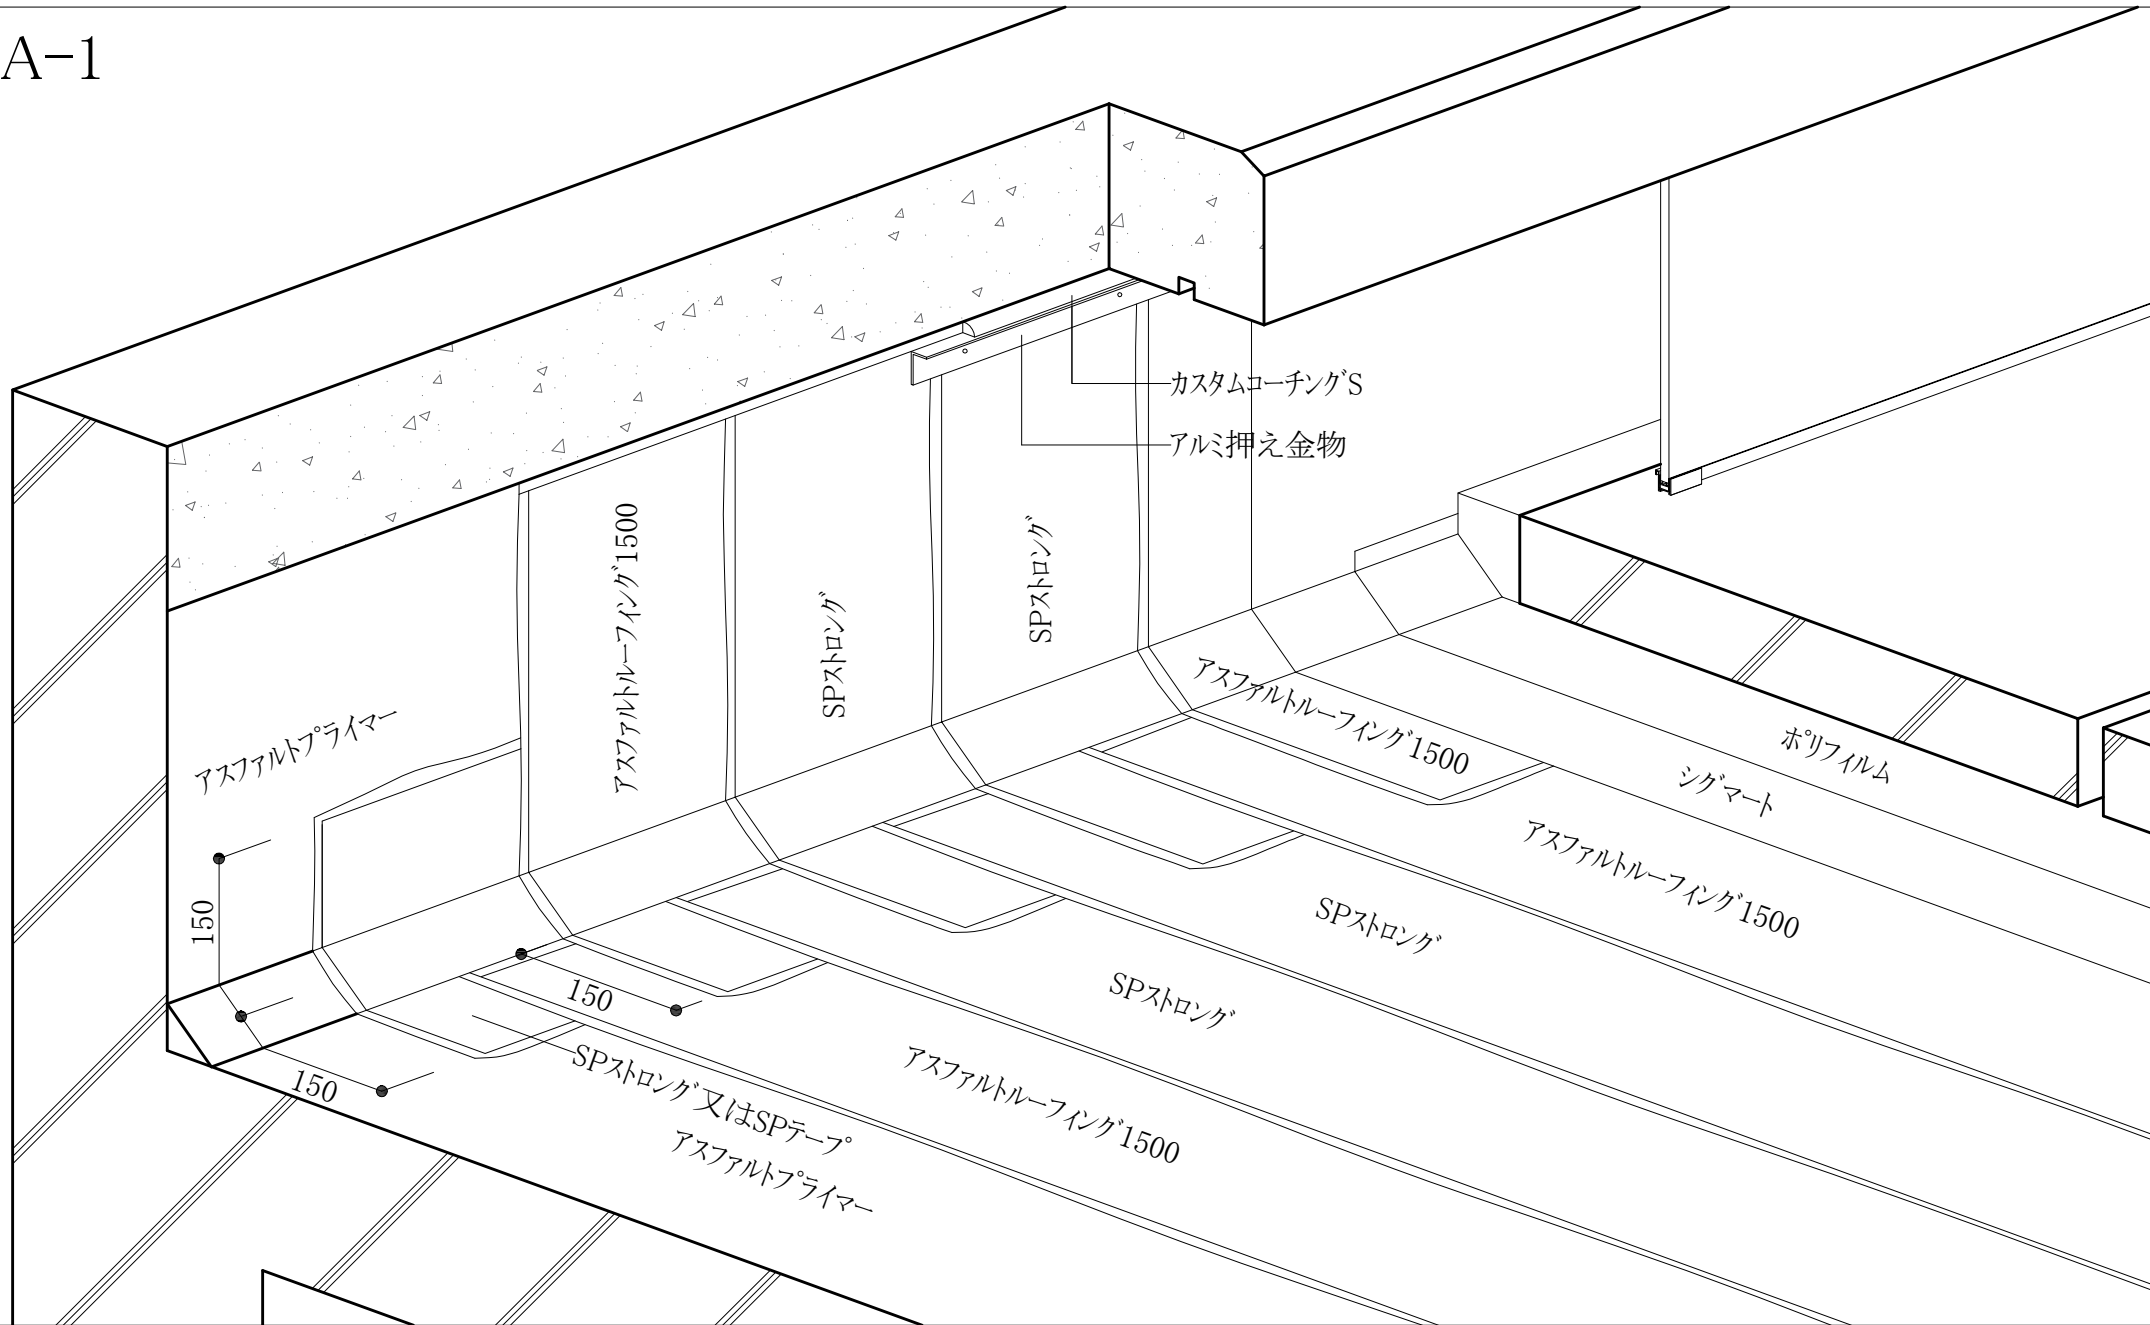 A-1
カスタムコーチングS
アルミ押え金物
アスファルトルーフィング1500
SPストロング
SPストロング
アスファルトプライマー
アスファルトルーフィング1500
ポリフィルム
シグマート
アスファルトルーフィング1500
SPストロング
SPストロング
アスファルトルーフィング1500
150
150
150
SPストロング又はSPテープ
アスファルトプライマー